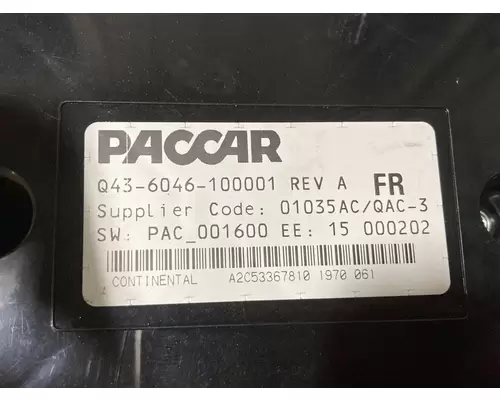 PACCAR
Q43-6046-100001 REV A FR
Supplier Code: 01035AC/QAC-3
SW: PAC_001600 EE: 15 000202
CONTINENTAL A2C53367810 1970 061